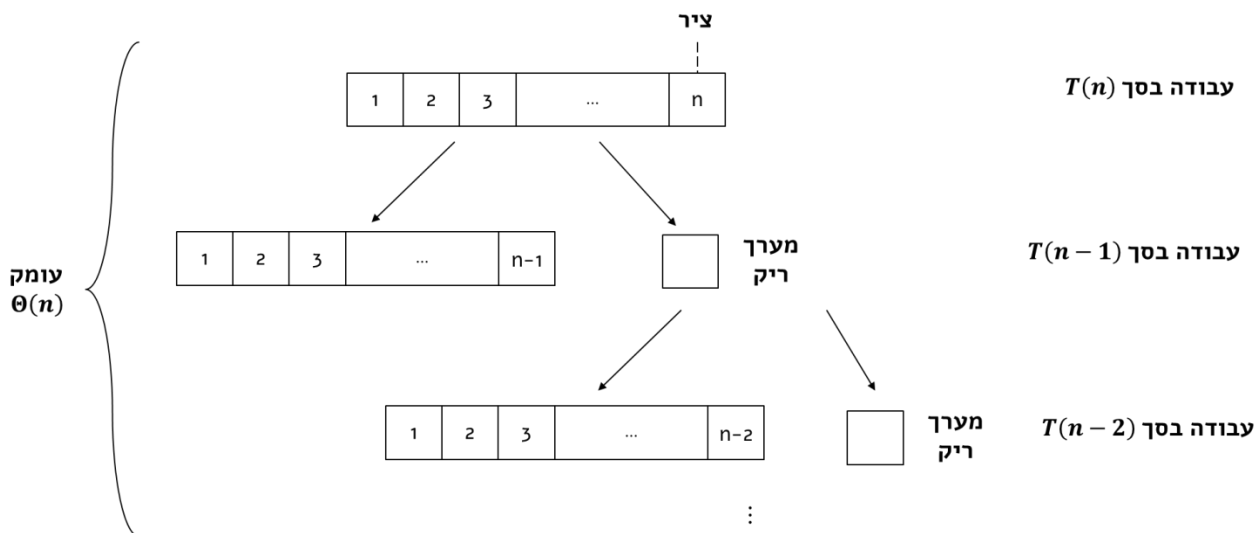 ציר
1 2 3 ... n
עבודה בסך T(n)
1 2 3 ... n-1
מערך
ריק
עבודה בסך T(n − 1)
עומק
Θ(n)
1 2 3 ... n-2
מערך
ריק
עבודה בסך T(n − 2)
⋮